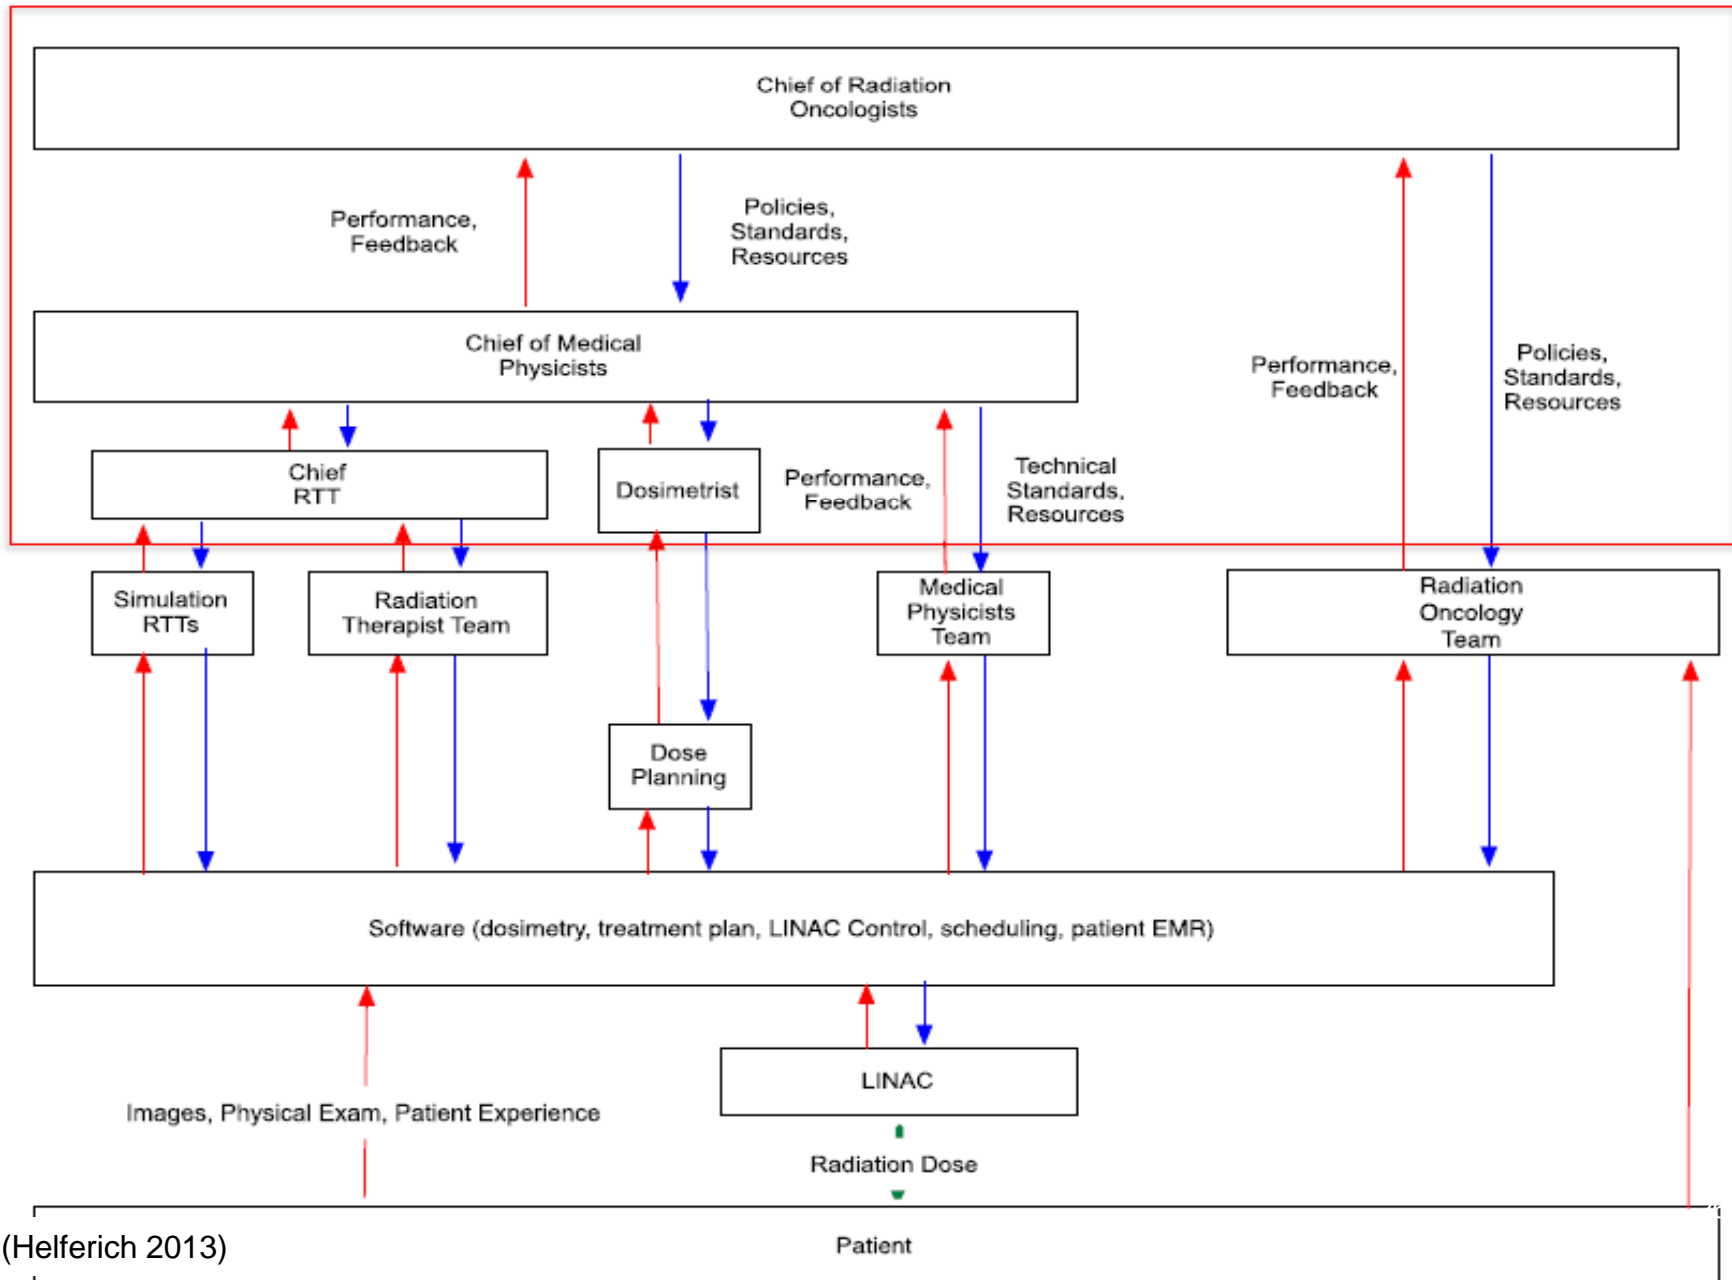 Chief of Radiation
Oncologists
Performance,
Feedback
Policies,
Standards,
Resources
Chief of Medical
Physicists
Performance,
Feedback
Policies,
Standards,
Resources
Chief
RTT
Dosimetrist
Performance,
Feedback
Technical
Standards,
Resources
Simulation
RTTs
Radiation
Therapist Team
Medical
Physicists
Team
Radiation
Oncology
Team
Dose
Planning
Software (dosimetry, treatment plan, LINAC Control, scheduling, patient EMR)
LINAC
Images, Physical Exam, Patient Experience
Radiation Dose
Patient
(Helferich 2013)